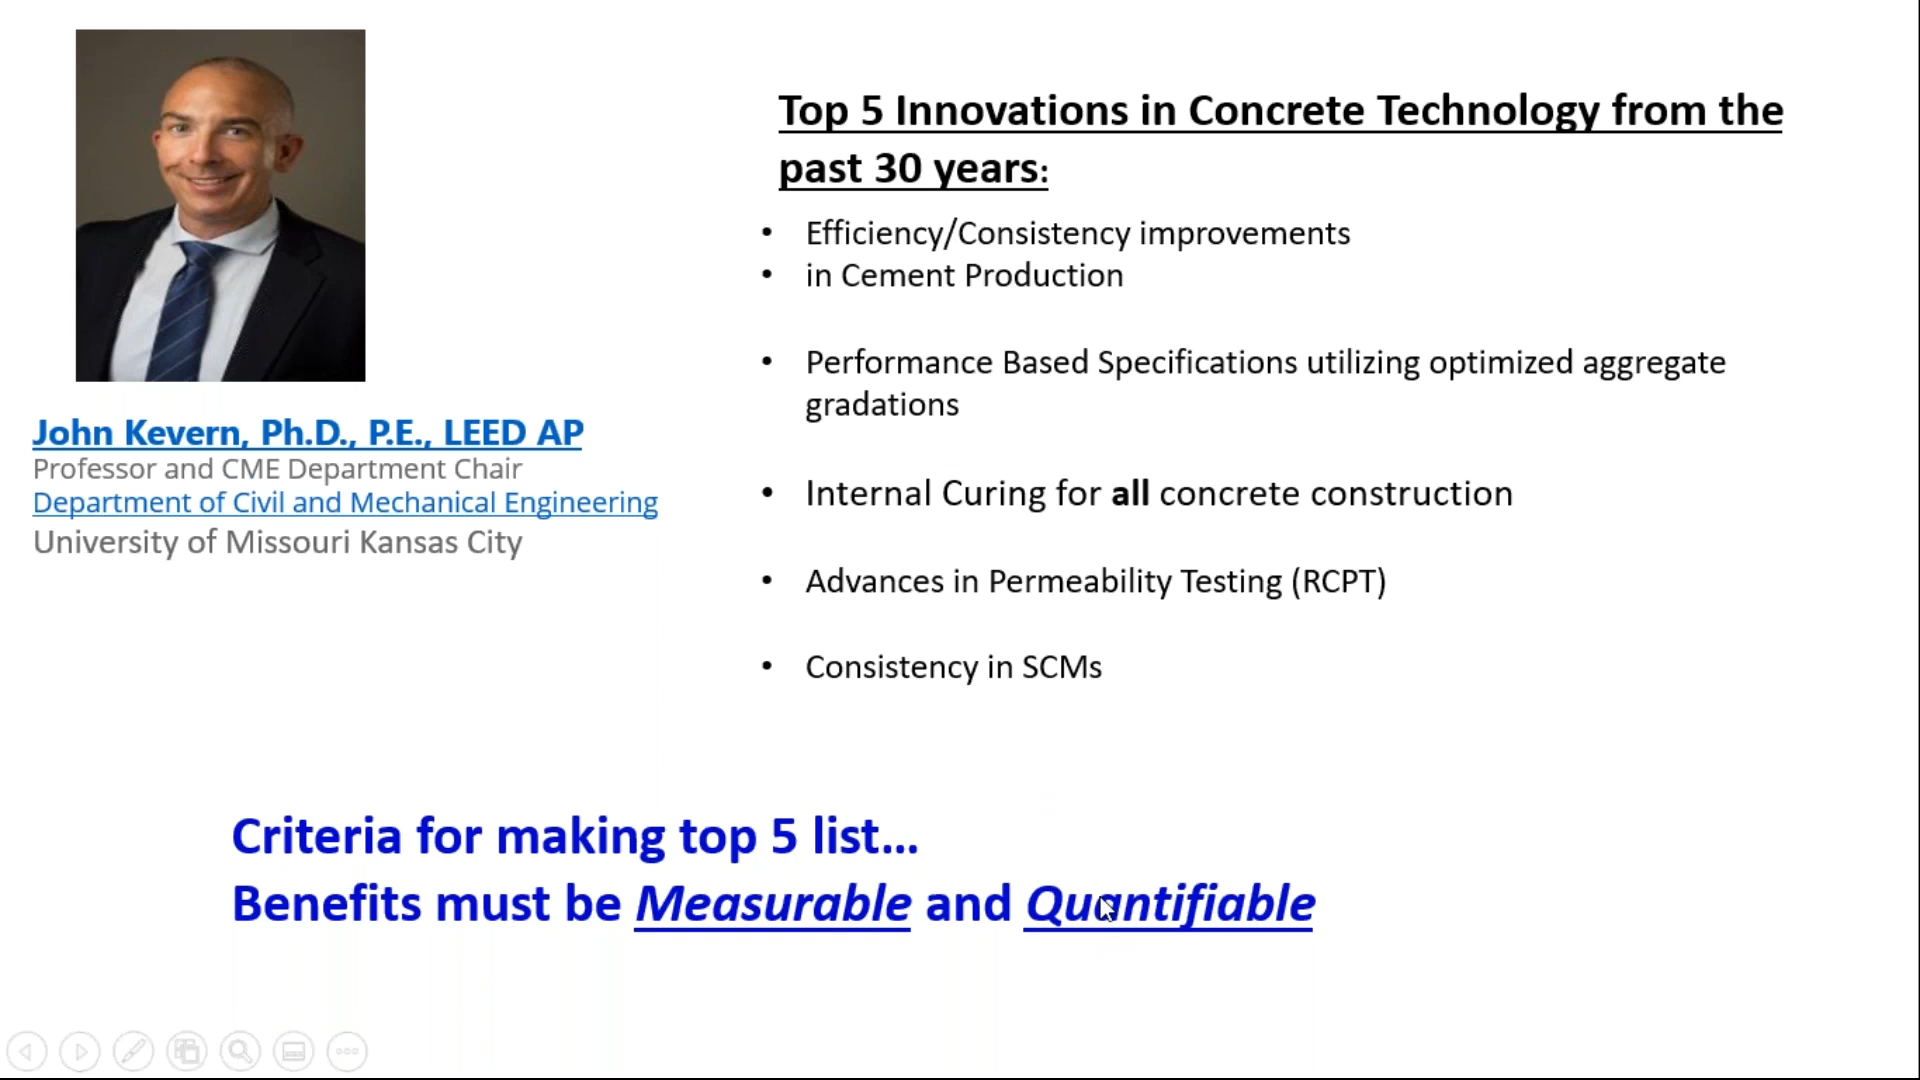 John Kevern, Ph.D., P.E., LEED AP
Professor and CME Department Chair
Department of Civil and Mechanical Engineering
University of Missouri Kansas City
Top 5 Innovations in Concrete Technology from the
past 30 years:
• Efficiency/Consistency improvements
• in Cement Production
• Performance Based Specifications utilizing optimized aggregate
gradations
• Internal Curing for all concrete construction
• Advances in Permeability Testing (RCPT)
• Consistency in SCMs
Criteria for making top 5 list...
Benefits must be Measurable and Quantifiable